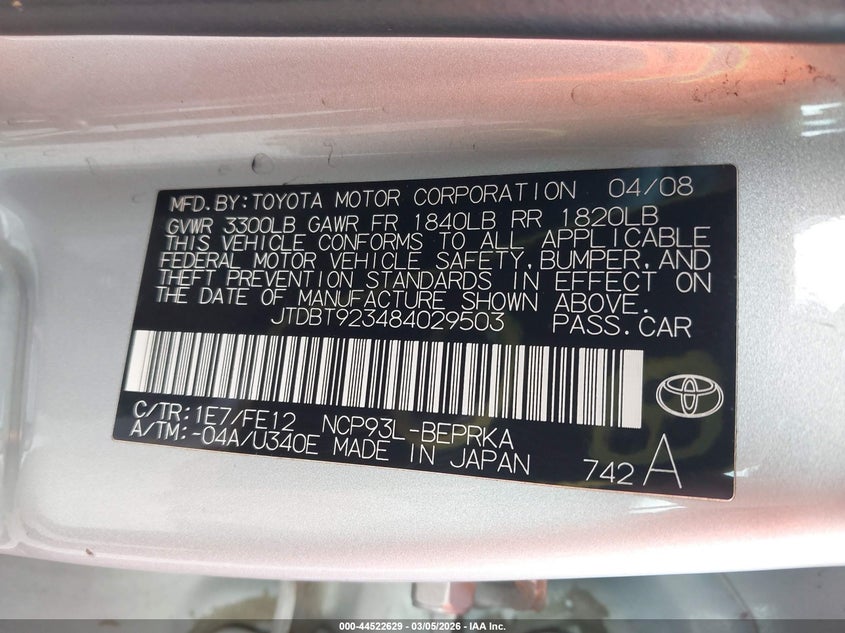 MFD. BY: TOYOTA MOTOR CORPORATION 04/08
GVWR 3300LB GAWR FR 1840LB RR 1820LB
THIS VEHICLE CONFORMS TO ALL APPLICABLE
FEDERAL MOTOR VEHICLE SAFETY, BUMPER, AND
THEFT PREVENTION STANDARDS IN EFFECT ON
THE DATE OF MANUFACTURE SHOWN ABOVE.
JTDBT923484029503 PASS. CAR
C/TR: 1E7/FE12 NCP93L-BEPRKA
A/TM: -04A/U340E MADE IN JAPAN 742 A
000-44522629 - 03/05/2026 - IAA Inc.